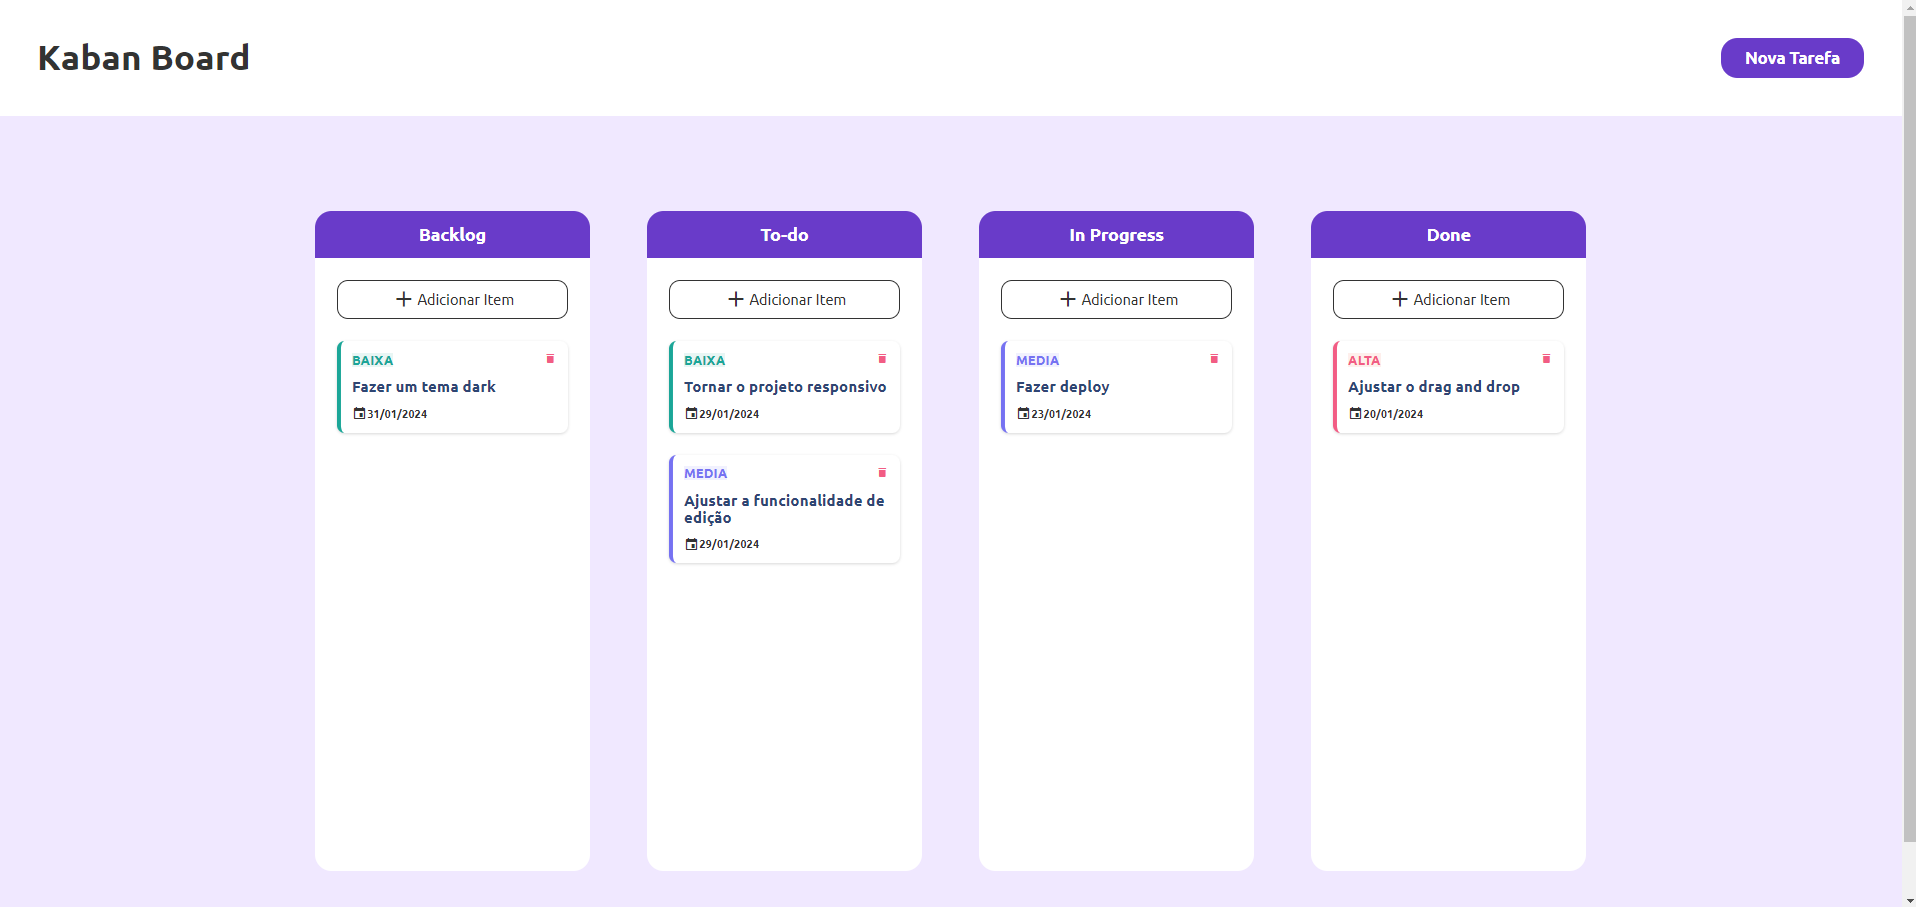 Kaban Board
Nova Tarefa
Backlog
Adicionar Item
BAIXA
Fazer um tema dark
31/01/2024
To-do
Adicionar Item
BAIXA
Tornar o projeto responsivo
29/01/2024
MEDIA
Ajustar a funcionalidade de
edição
29/01/2024
In Progress
Adicionar Item
MEDIA
Fazer deploy
23/01/2024
Done
Adicionar Item
ALTA
Ajustar o drag and drop
20/01/2024